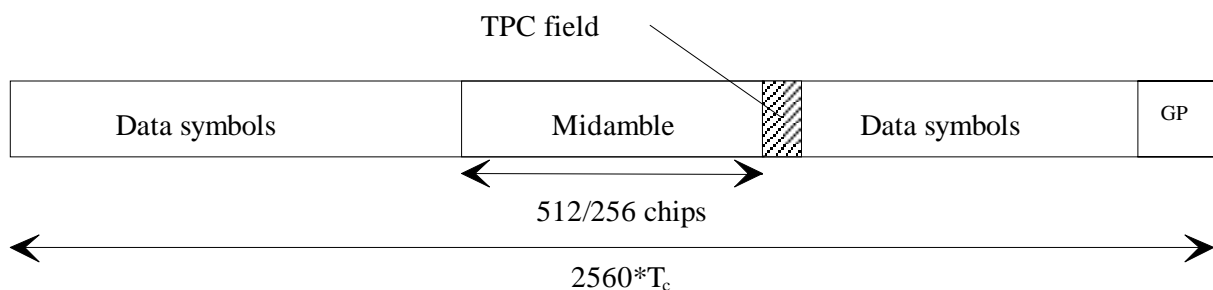 TPC field
Data symbols
Midamble
Data symbols
GP
512/256 chips
2560*Tc